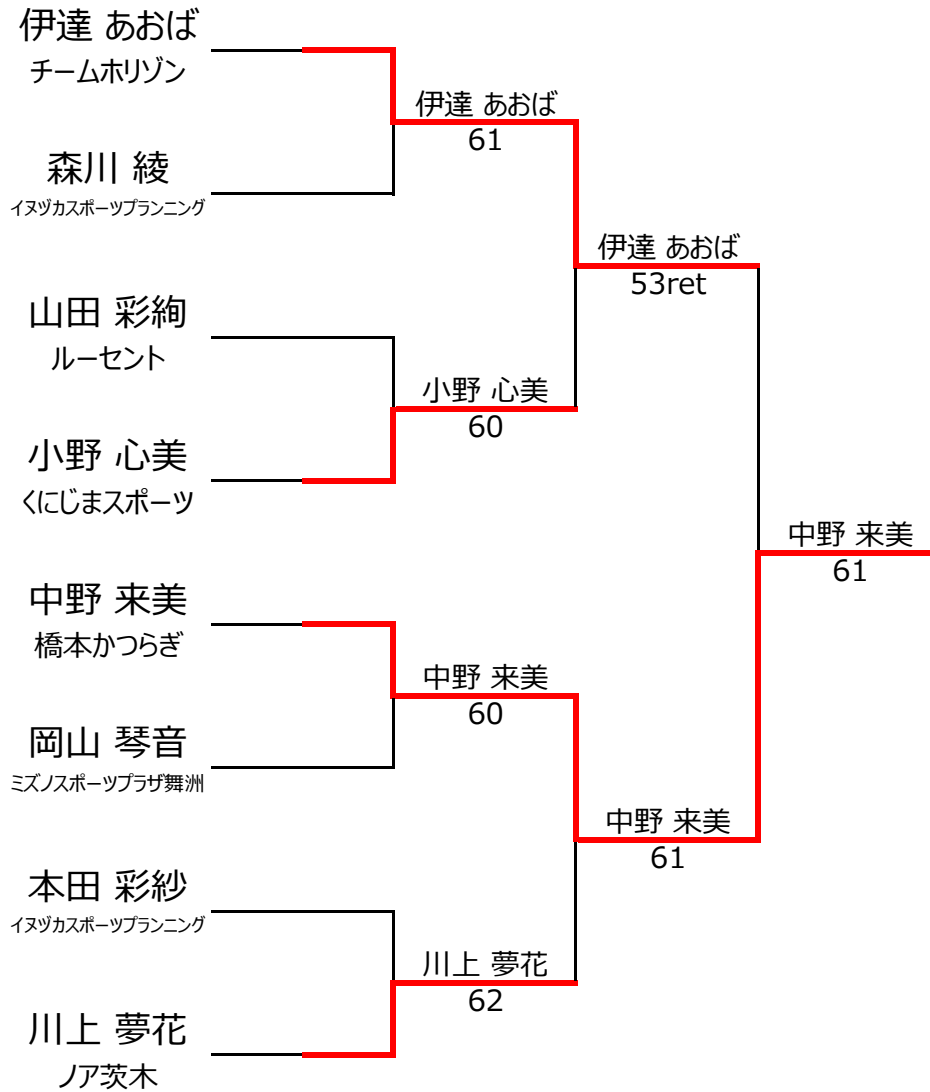 伊達 あおば
チームホリゾン
伊達 あおば
61
森川 綾
イヌヅカスポーツプランニング
伊達 あおば
53ret
山田 彩絢
ルーセント
小野 心美
60
小野 心美
くにじまスポーツ
中野 来美
61
中野 来美
橋本かつらぎ
中野 来美
60
岡山 琴音
ミズノスポーツプラザ舞洲
中野 来美
61
本田 彩紗
イヌヅカスポーツプランニング
川上 夢花
62
川上 夢花
ノア茨木